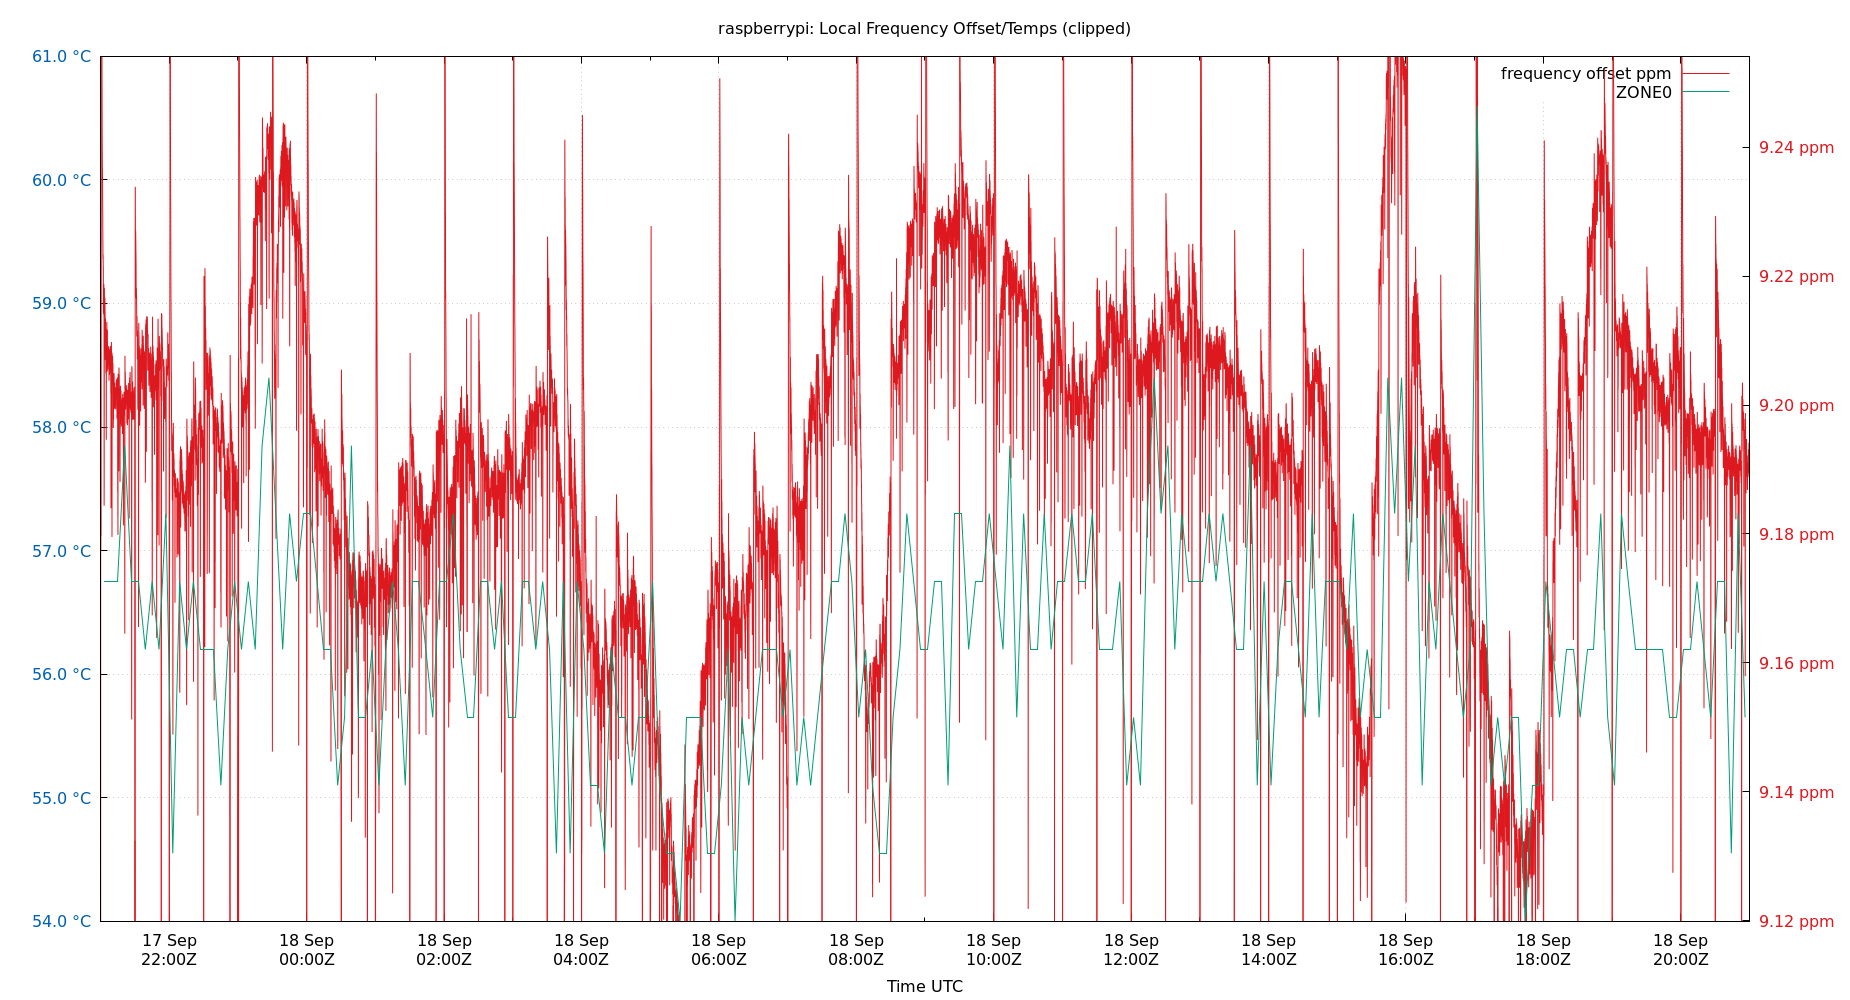 raspberrypi: Local Frequency Offset/Temps (clipped)
61.0 °C
60.0 °C
59.0 °C
58.0 °C
57.0 °C
56.0 °C
55.0 °C
54.0 °C
frequency offset ppm
ZONE0
9.24 ppm
9.22 ppm
9.20 ppm
9.18 ppm
9.16 ppm
9.14 ppm
9.12 ppm
17 Sep 18 Sep 18 Sep 18 Sep 18 Sep 18 Sep 18 Sep 18 Sep 18 Sep 18 Sep 18 Sep 18 Sep
22:00Z 00:00Z 02:00Z 04:00Z 06:00Z 08:00Z 10:00Z 12:00Z 14:00Z 16:00Z 18:00Z 20:00Z
Time UTC